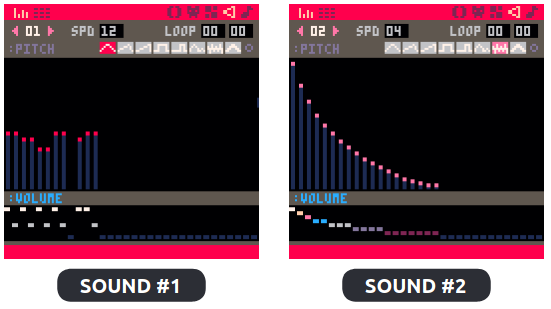 01 SPD 12 LOOP 00 00
:PITCH
:VOLUME
SOUND #1
02 SPD 04 LOOP 00 00
:PITCH
:VOLUME
SOUND #2